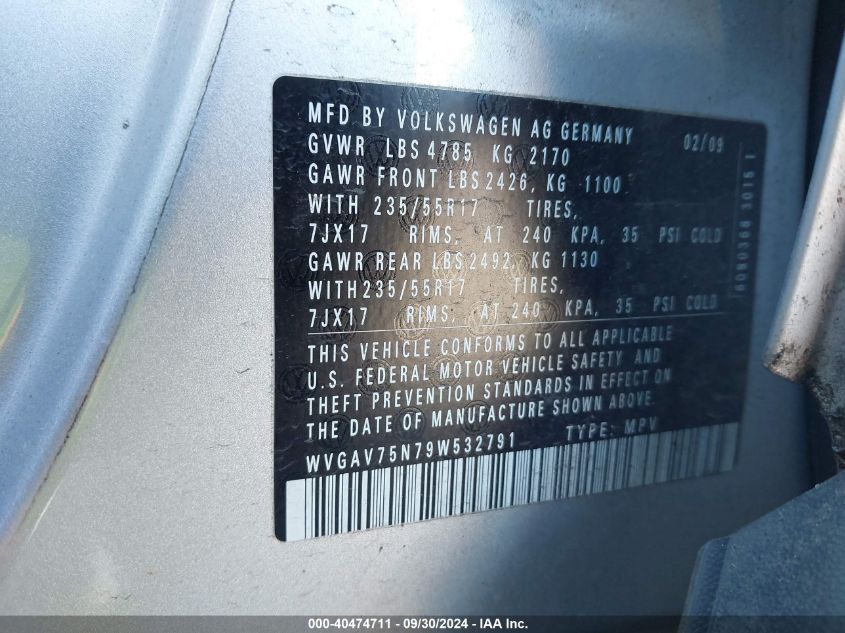 MFD BY VOLKSWAGEN AG GERMANY 02/09
GVWR LBS 4785, KG 2170
GAWR FRONT LBS 2426, KG 1100
WITH 235/55R17 TIRES,
7JX17 RIMS, AT 240 KPA, 35 PSI COLD
GAWR REAR LBS 2492, KG 1130
WITH 235/55R17 TIRES,
7JX17 RIMS, AT 240 KPA, 35 PSI COLD
THIS VEHICLE CONFORMS TO ALL APPLICABLE
U.S. FEDERAL MOTOR VEHICLE SAFETY AND
THEFT PREVENTION STANDARDS IN EFFECT ON
THE DATE OF MANUFACTURE SHOWN ABOVE.
WVGAV75N79W532791 TYPE: MPV
000-40474711 - 09/30/2024 - IAA Inc.